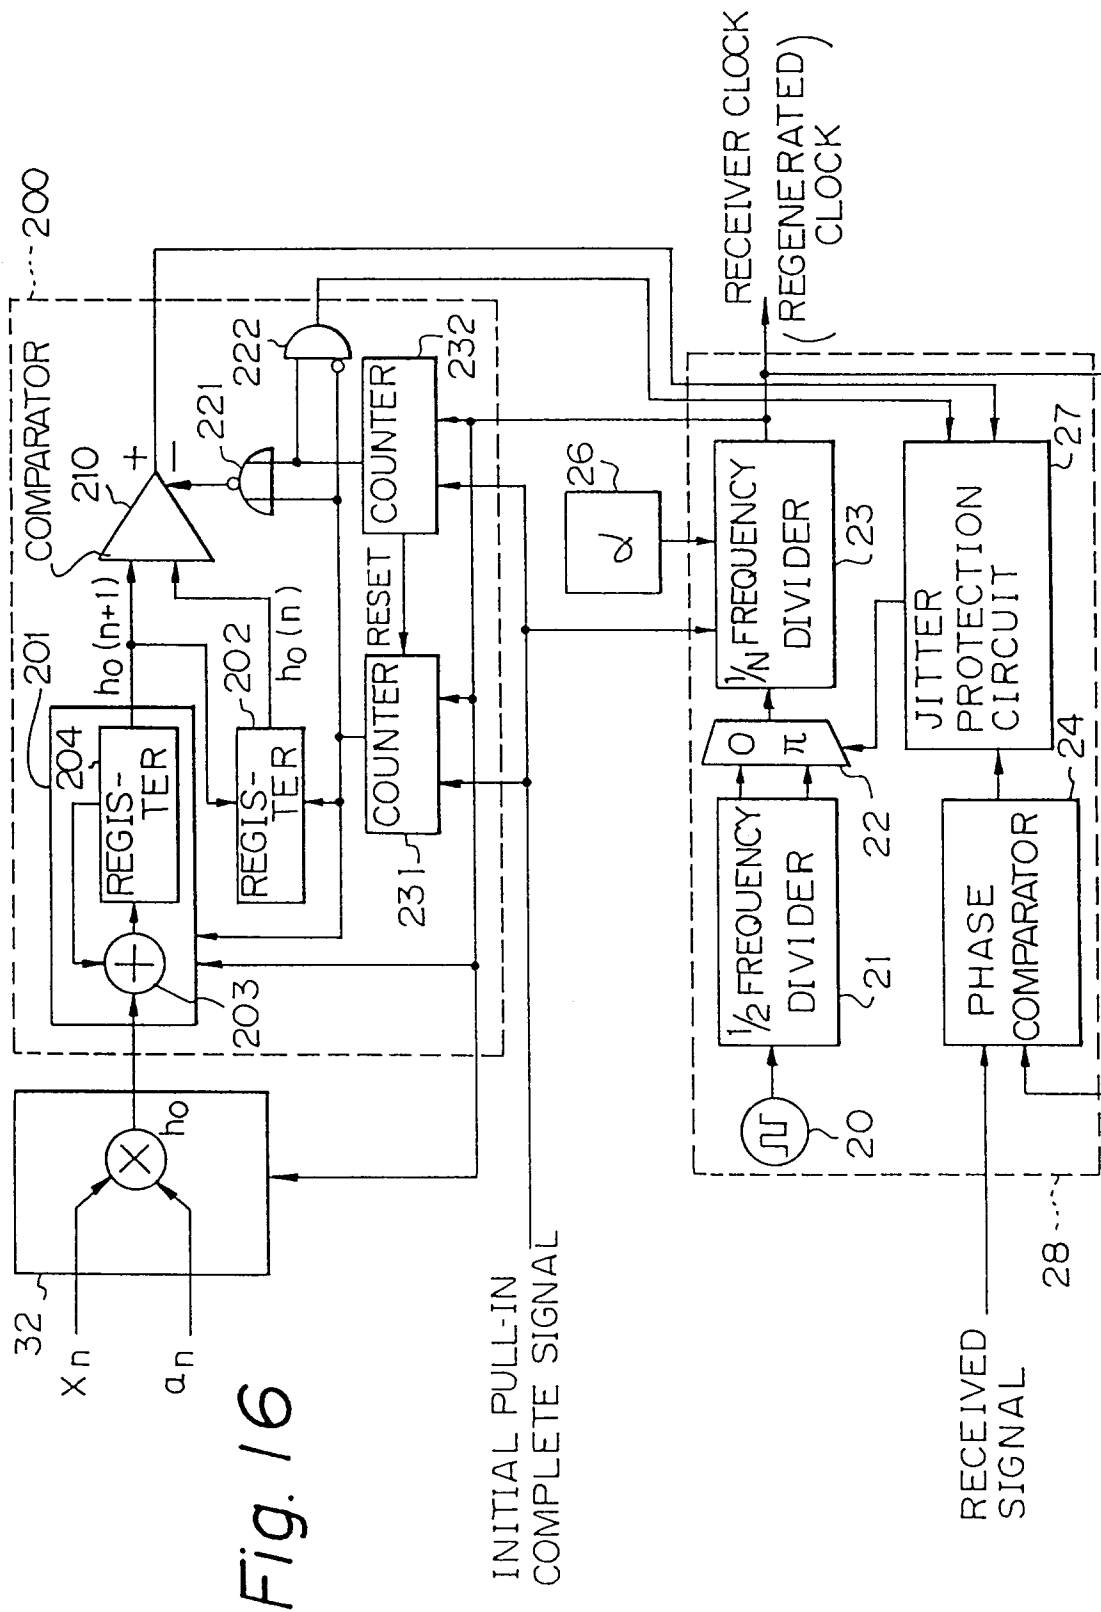 Fig. 16
32
Xn
an
ho
201
204
REGIS-
TER
203
ho(n+1)
202
REGIS-
TER
ho(n)
COMPARATOR
210
+
−
200
221
222
COUNTER
231
RESET
COUNTER
232
INITIAL PULL-IN
COMPLETE SIGNAL
26
α
20
1/2 FREQUENCY
DIVIDER
21
0
π
22
1/N FREQUENCY
DIVIDER
23
RECEIVER CLOCK
(REGENERATED)
CLOCK
RECEIVED
SIGNAL
28
PHASE
COMPARATOR
24
JITTER
PROTECTION
CIRCUIT
27